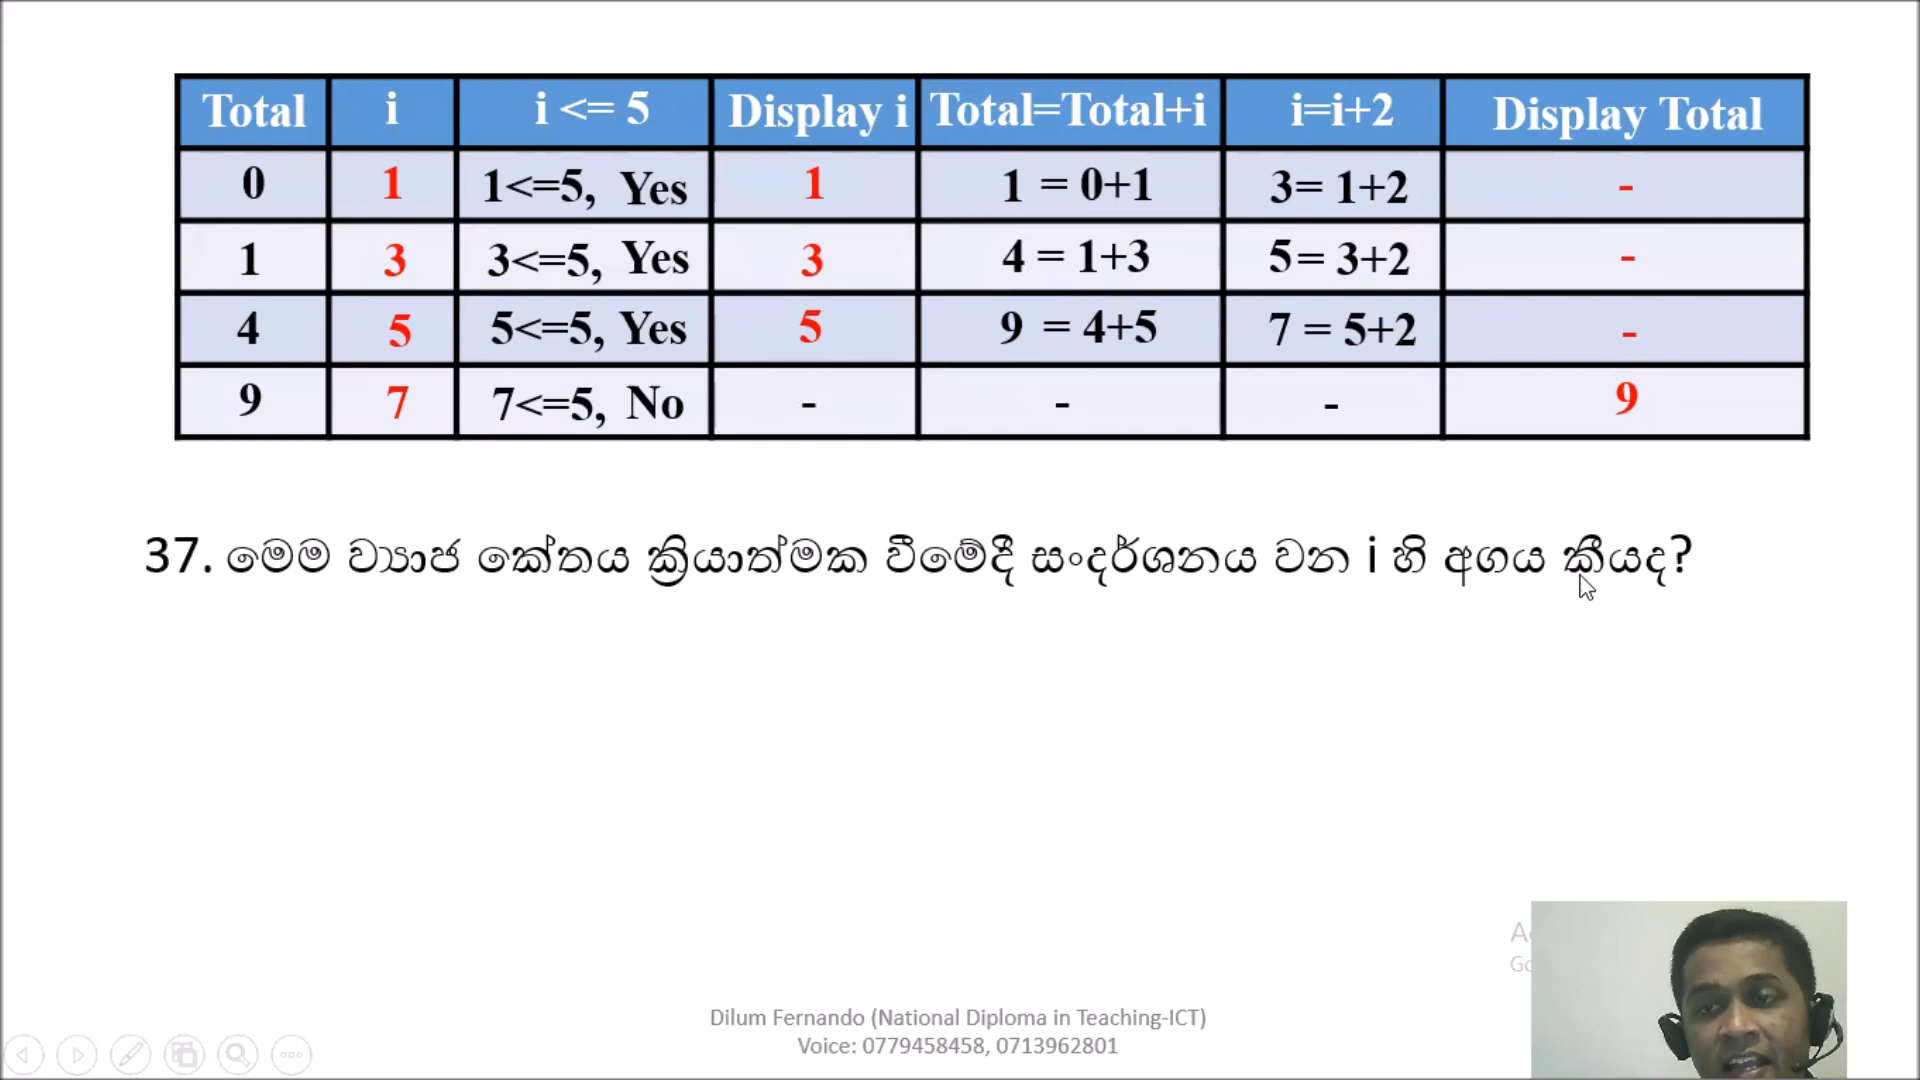 Total i i <= 5 Display i Total=Total+i i=i+2 Display Total
0 1 1<=5, Yes 1 1 = 0+1 3= 1+2 -
1 3 3<=5, Yes 3 4 = 1+3 5= 3+2 -
4 5 5<=5, Yes 5 9 = 4+5 7 = 5+2 -
9 7 7<=5, No - - - 9
37. මෙම ව්‍යාජ කේතය ක්‍රියාත්මක වීමේදී සංදර්ශනය වන i හි අගය කීයද?
Dilum Fernando (National Diploma in Teaching-ICT)
Voice: 0779458458, 0713962801